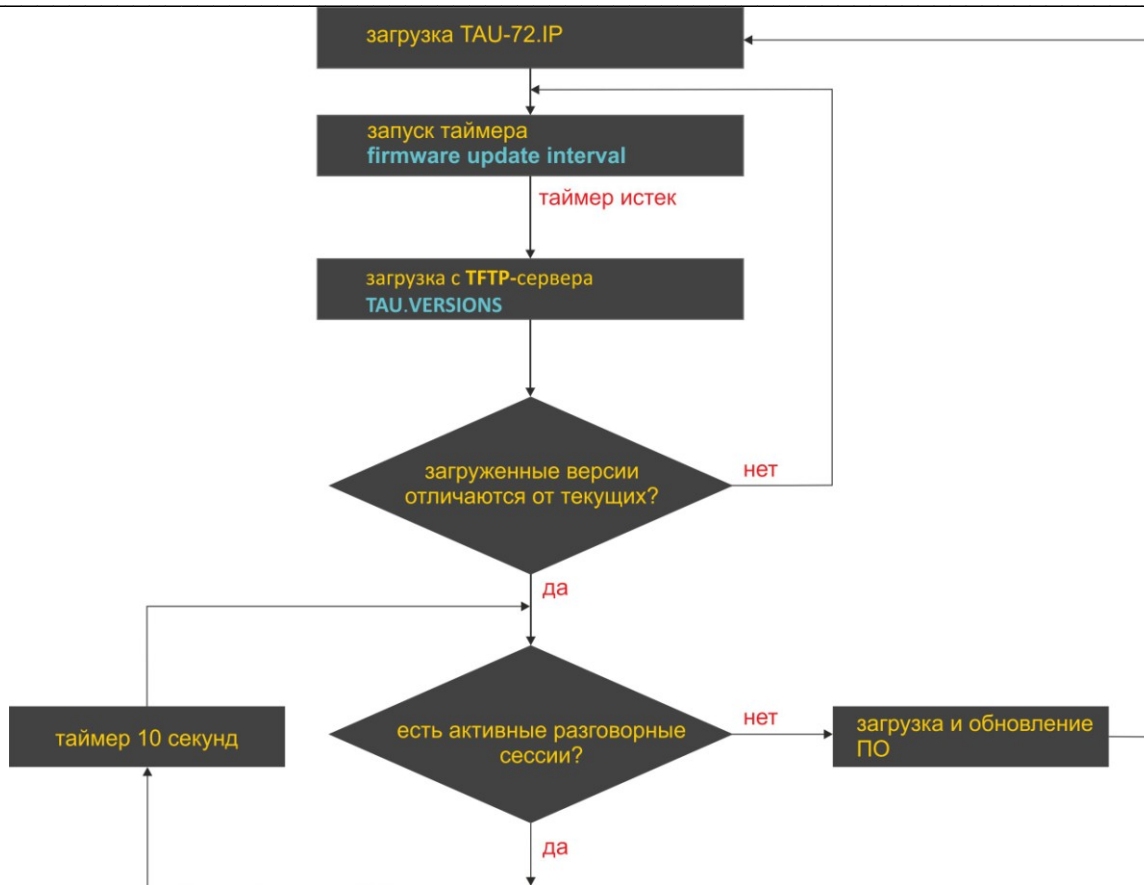 загрузка TAU-72.IP
запуск таймера
firmware update interval
таймер истек
загрузка с TFTP-сервера
TAU.VERSIONS
загруженные версии
отличаются от текущих?
нет
да
таймер 10 секунд
есть активные разговорные
сессии?
нет
загрузка и обновление
ПО
да